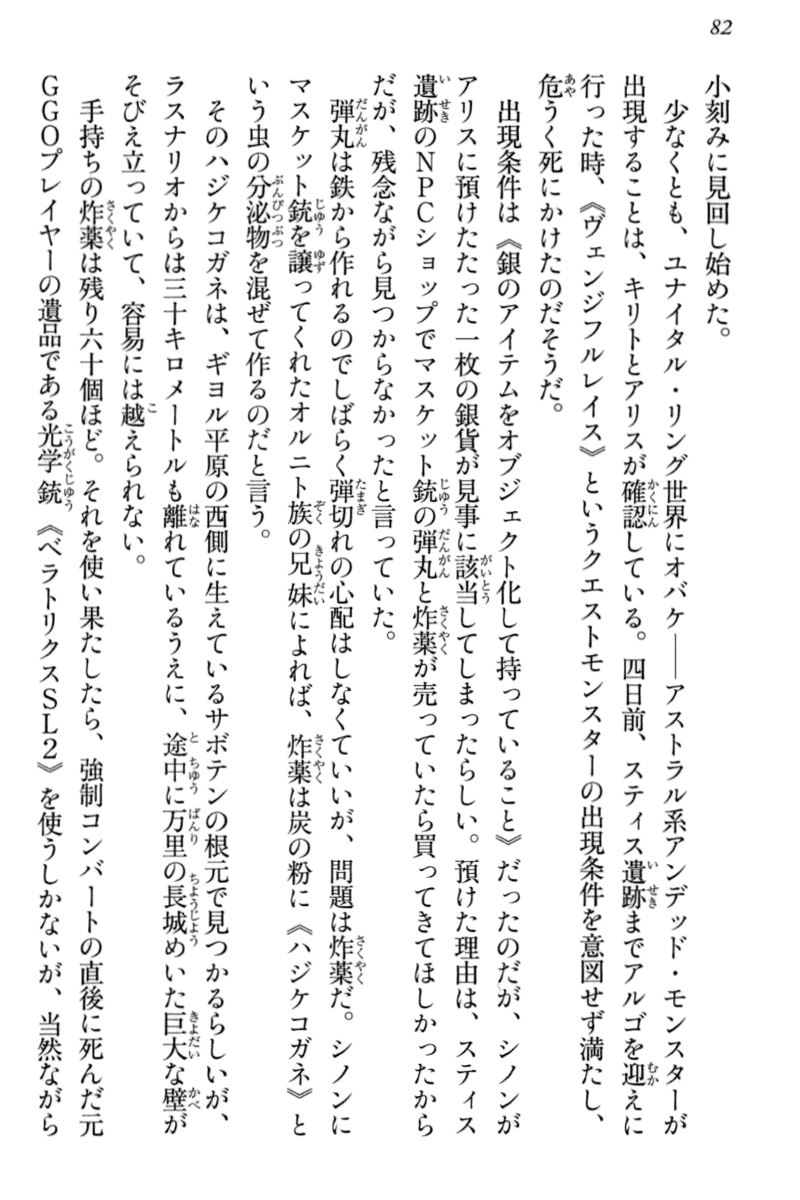 82
小刻みに見回し始めた。
　少なくとも、ユナイタル・リング世界にオバケ――アストラル系アンデッド・モンスターが
出現することは、キリトとアリスが確認している。四日前、スティス遺跡までアルゴを迎えに
行った時、《ヴェンジフルレイス》というクエストモンスターの出現条件を意図せず満たし、
危うく死にかけたのだそうだ。
　出現条件は《銀のアイテムをオブジェクト化して持っていること》だったのだが、シノンが
アリスに預けたたった一枚の銀貨が見事に該当してしまったらしい。預けた理由は、スティス
遺跡のNPCショップでマスケット銃の弾丸と炸薬が売っていたら買ってきてほしかったから
だが、残念ながら見つからなかったと言っていた。
　弾丸は鉄から作れるのでしばらく弾切れの心配はしなくていいが、問題は炸薬だ。シノンに
マスケット銃を譲ってくれたオルニト族の兄妹によれば、炸薬は炭の粉に《ハジケコガネ》と
いう虫の分泌物を混ぜて作るのだと言う。
　そのハジケコガネは、ギヨル平原の西側に生えているサボテンの根元で見つかるらしいが、
ラスナリオからは三十キロメートルも離れているうえに、途中に万里の長城めいた巨大な壁が
そびえ立っていて、容易には越えられない。
　手持ちの炸薬は残り六十個ほど。それを使い果たしたら、強制コンバートの直後に死んだ元
GGOプレイヤーの遺品である光学銃《ベラトリクスSL2》を使うしかないが、当然ながら